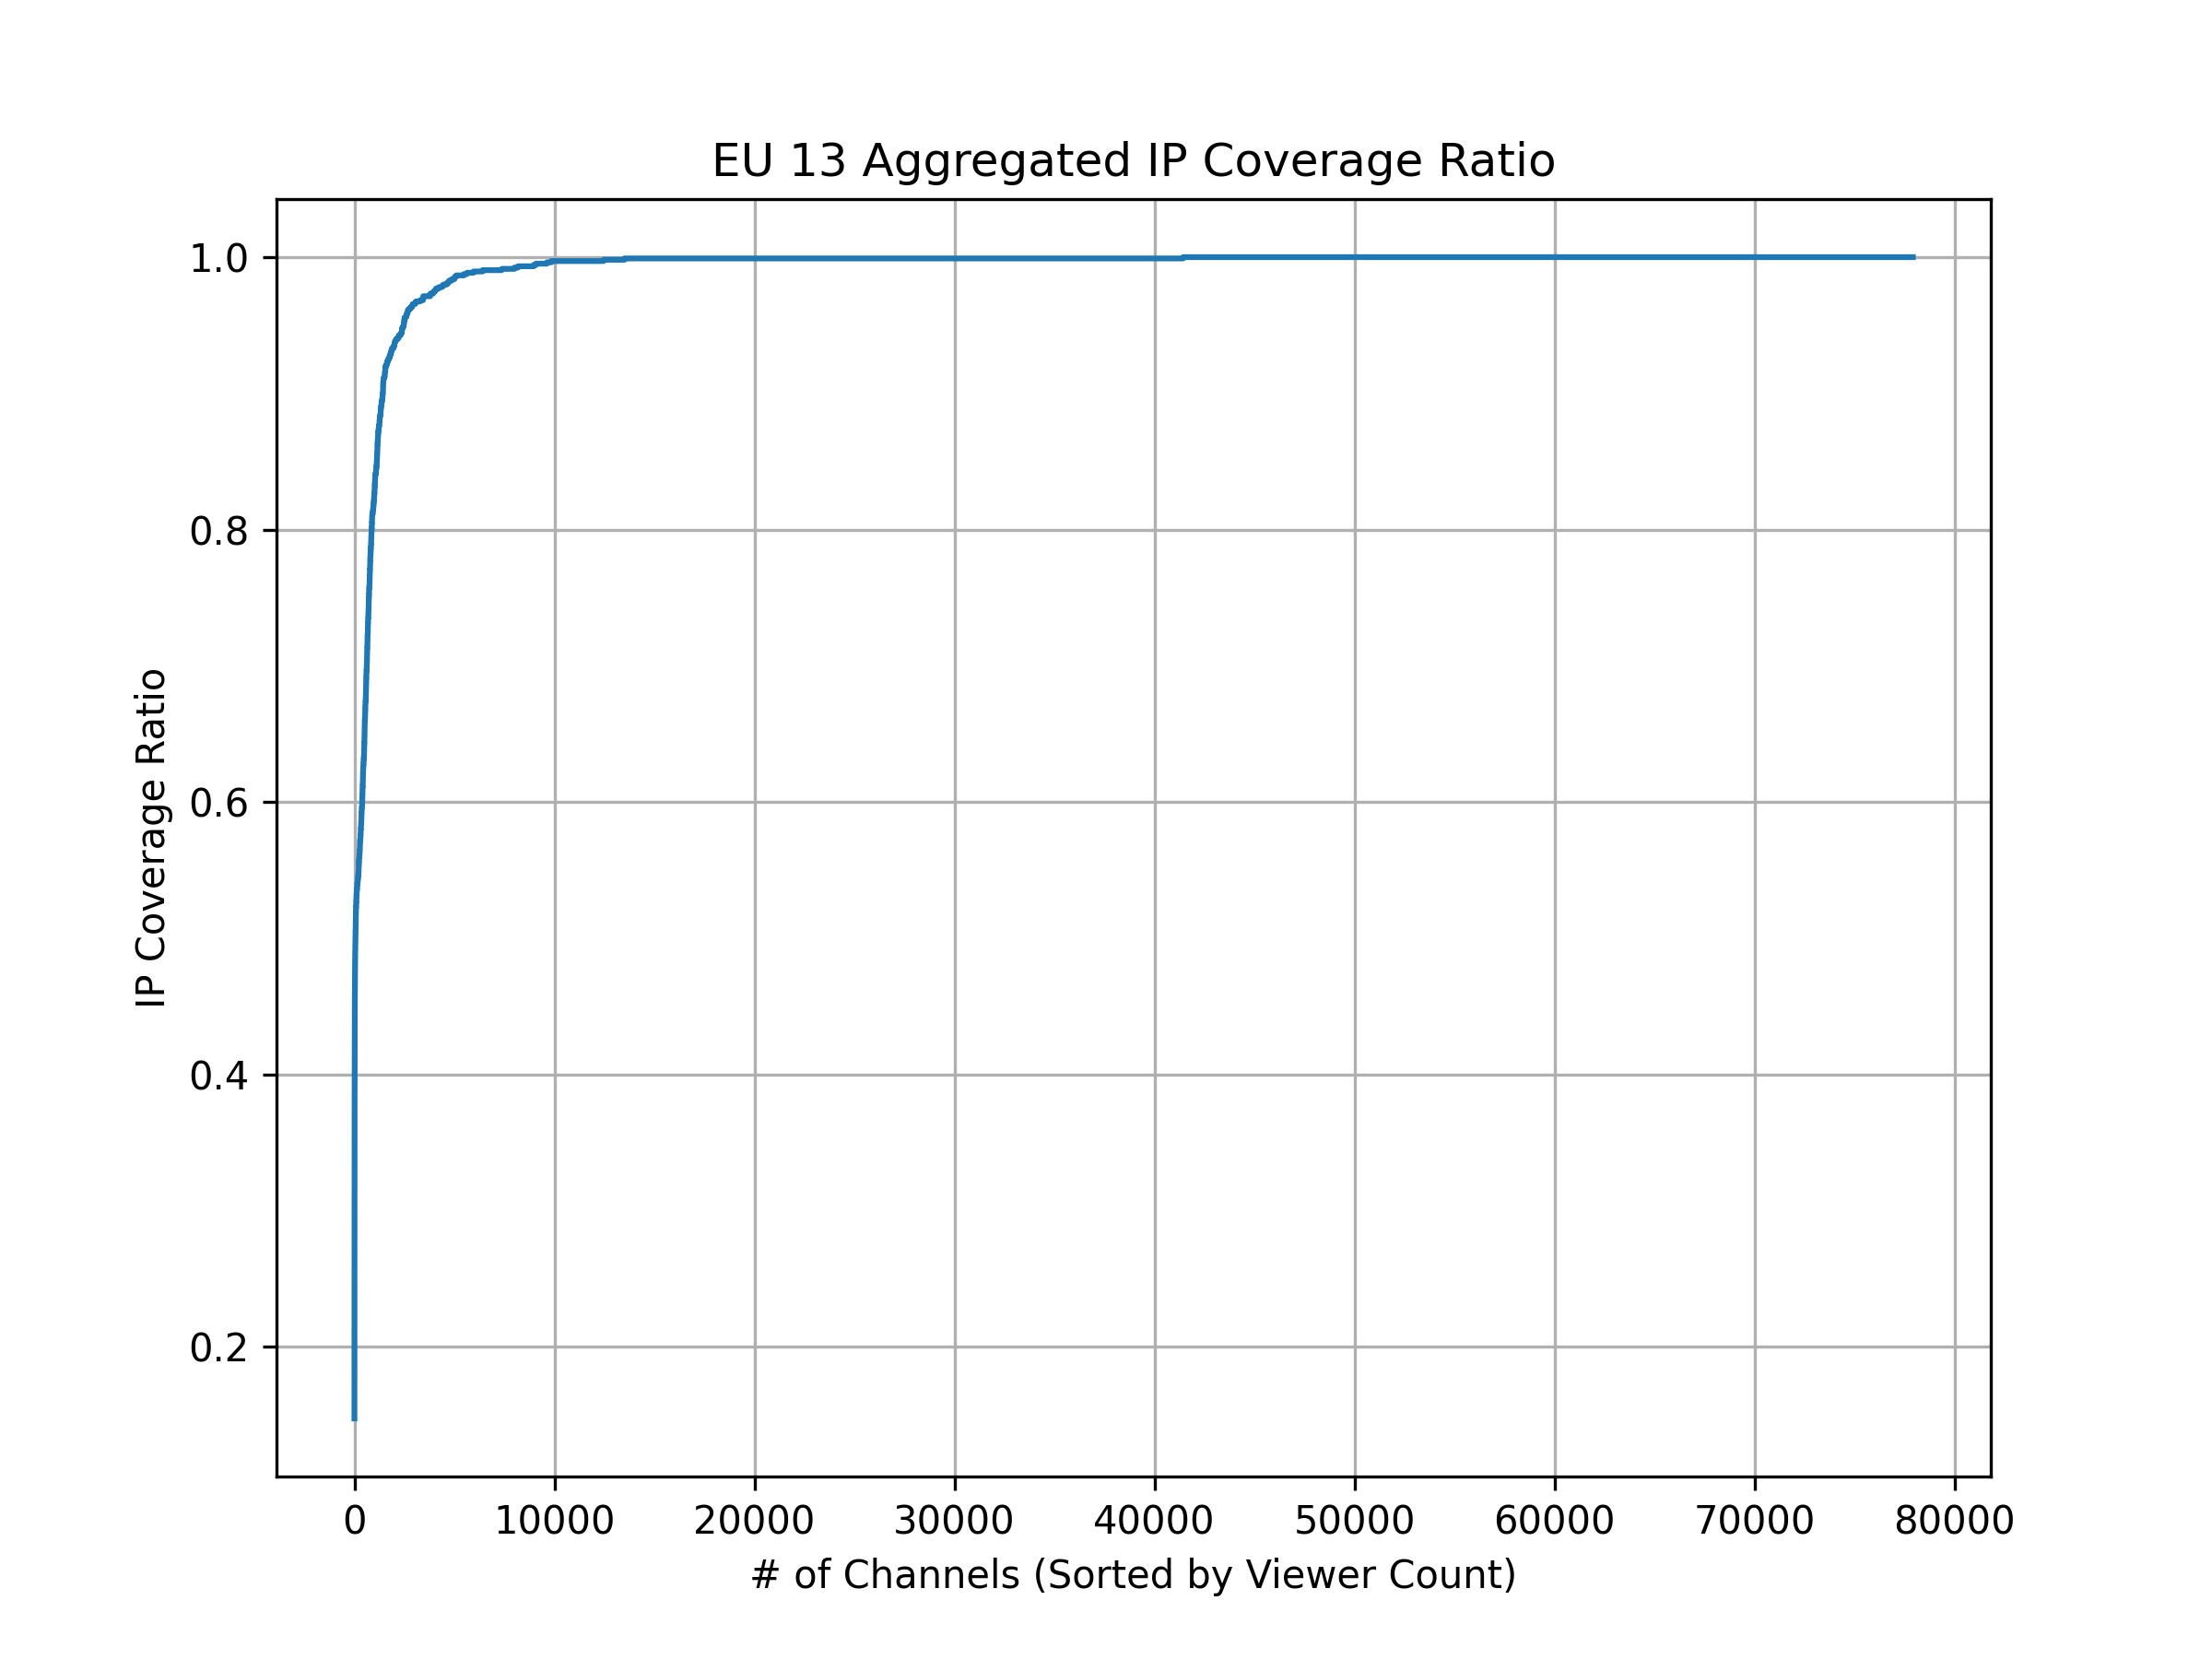 EU 13 Aggregated IP Coverage Ratio
1.0
0.8
0.6
0.4
0.2
IP Coverage Ratio
0 10000 20000 30000 40000 50000 60000 70000 80000
# of Channels (Sorted by Viewer Count)